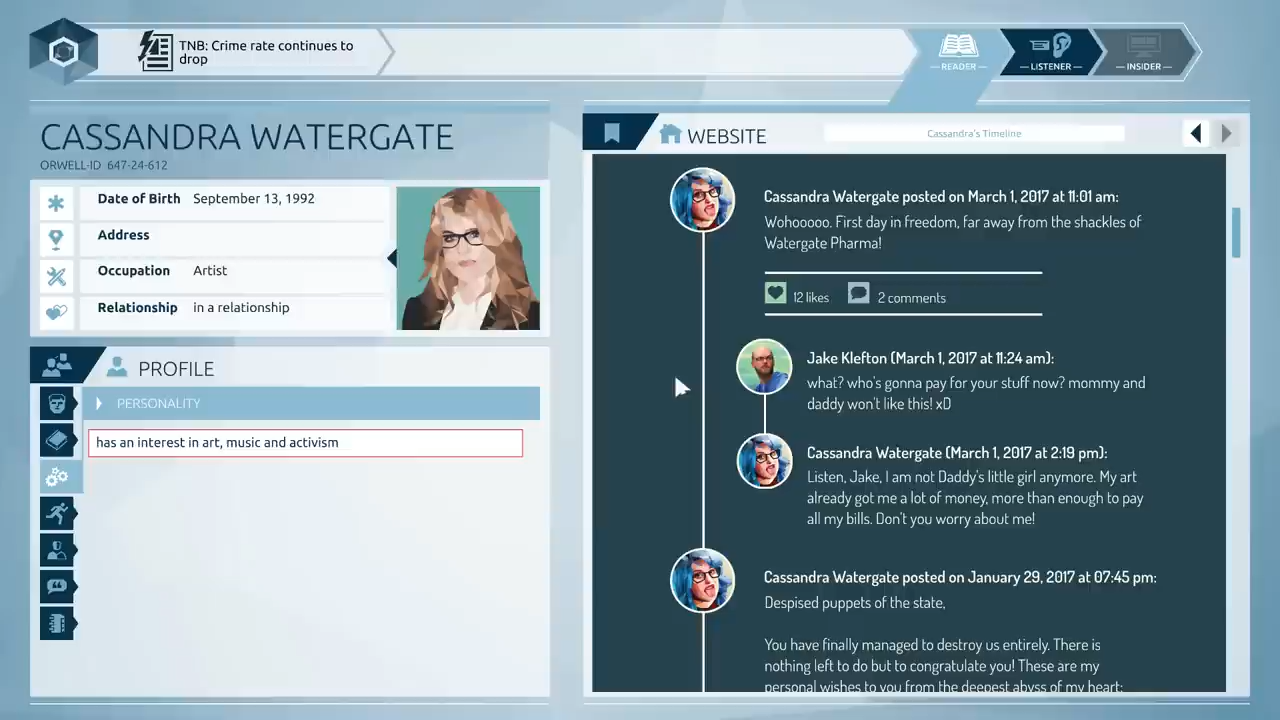 TNB: Crime rate continues to
drop
READER
LISTENER
INSIDER
CASSANDRA WATERGATE
ORWELL-ID 647-24-612
Date of Birth September 13, 1992
Address
Occupation Artist
Relationship in a relationship
PROFILE
PERSONALITY
has an interest in art, music and activism
WEBSITE
Cassandra's Timeline
Cassandra Watergate posted on March 1, 2017 at 11:01 am:
Wohooooo. First day in freedom, far away from the shackles of
Watergate Pharma!
12 likes 2 comments
Jake Klefton (March 1, 2017 at 11:24 am):
what? who's gonna pay for your stuff now? mommy and
daddy won't like this! xD
Cassandra Watergate (March 1, 2017 at 2:19 pm):
Listen, Jake, I am not Daddy's little girl anymore. My art
already got me a lot of money, more than enough to pay
all my bills. Don't you worry about me!
Cassandra Watergate posted on January 29, 2017 at 07:45 pm:
Despised puppets of the state,
You have finally managed to destroy us entirely. There is
nothing left to do but to congratulate you! These are my
personal wishes to you from the deepest abyss of my heart: